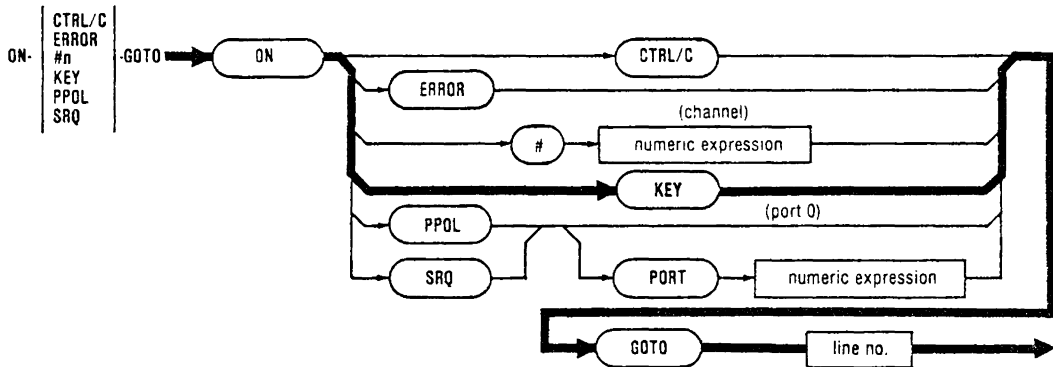 ON-
CTRL/C
ERROR
#n
KEY
PPOL
SRQ
-GOTO
ON
CTRL/C
ERROR
(channel)
#
numeric expression
KEY
PPOL
(port 0)
SRQ
PORT
numeric expression
GOTO
line no.